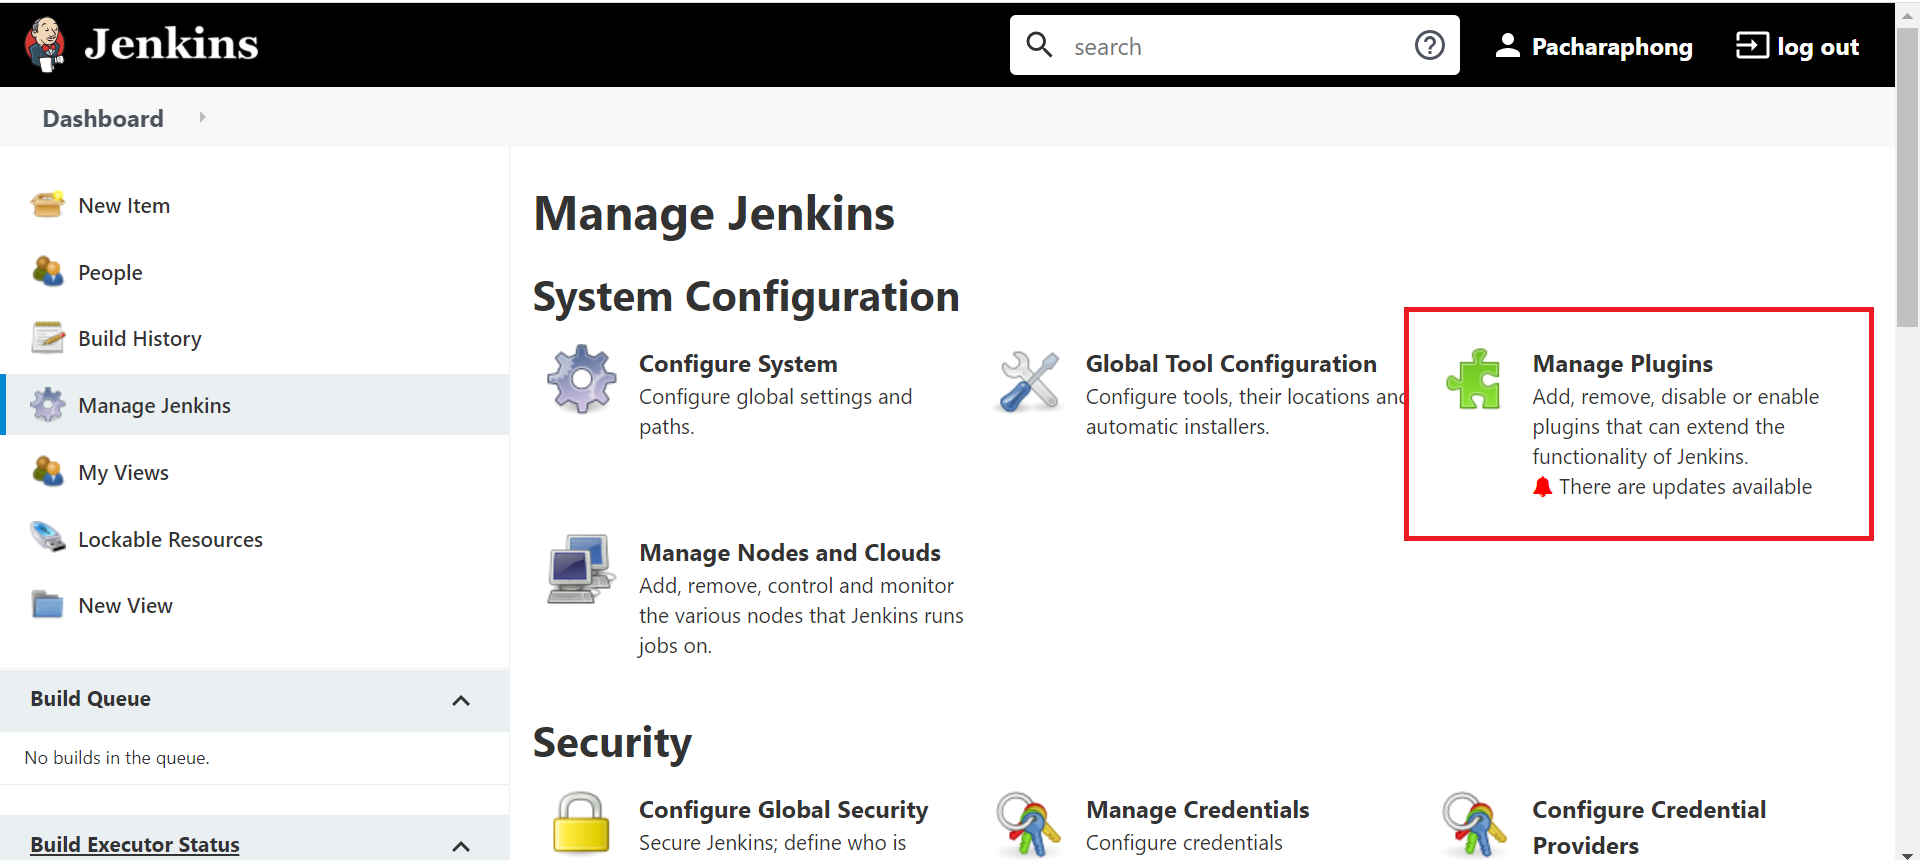 Jenkins
search
Pacharaphong
log out
Dashboard
New Item
People
Build History
Manage Jenkins
My Views
Lockable Resources
New View
Build Queue
No builds in the queue.
Build Executor Status
Manage Jenkins
System Configuration
Configure System
Configure global settings and
paths.
Global Tool Configuration
Configure tools, their locations and
automatic installers.
Manage Plugins
Add, remove, disable or enable
plugins that can extend the
functionality of Jenkins.
There are updates available
Manage Nodes and Clouds
Add, remove, control and monitor
the various nodes that Jenkins runs
jobs on.
Security
Configure Global Security
Secure Jenkins; define who is
Manage Credentials
Configure credentials
Configure Credential
Providers